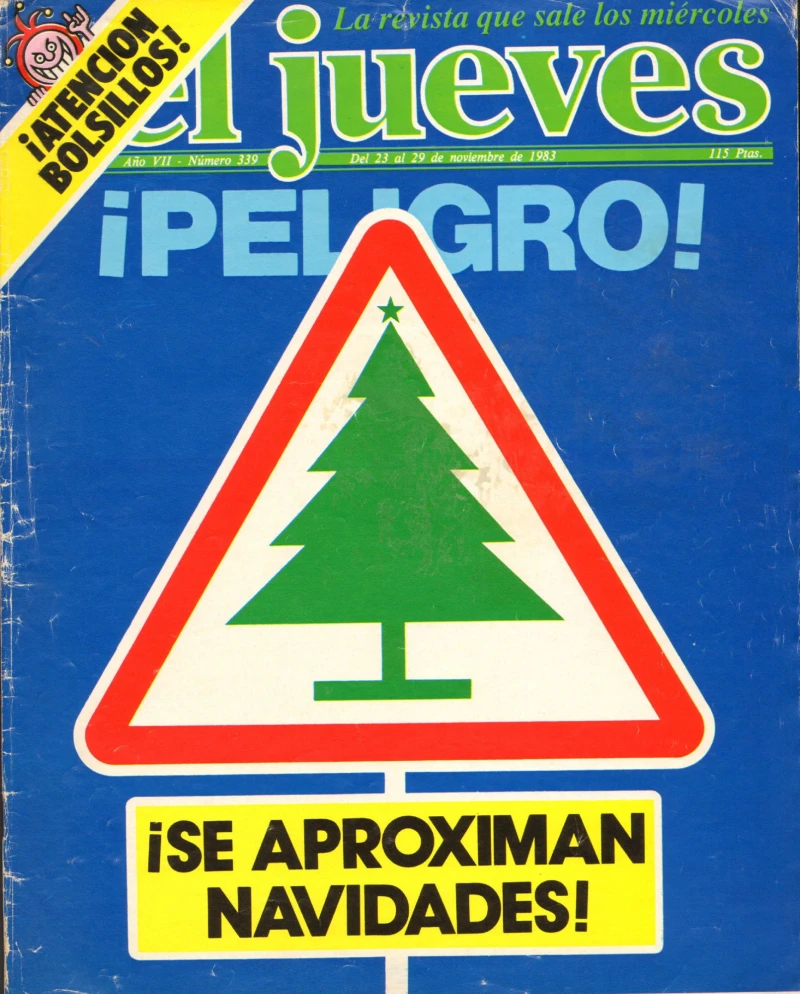 La revista que sale los miércoles
el jueves
¡ATENCION
BOLSILLOS!
Año VII - Número 339 Del 23 al 29 de noviembre de 1983 115 Ptas.
¡PELIGRO!
¡SE APROXIMAN
NAVIDADES!